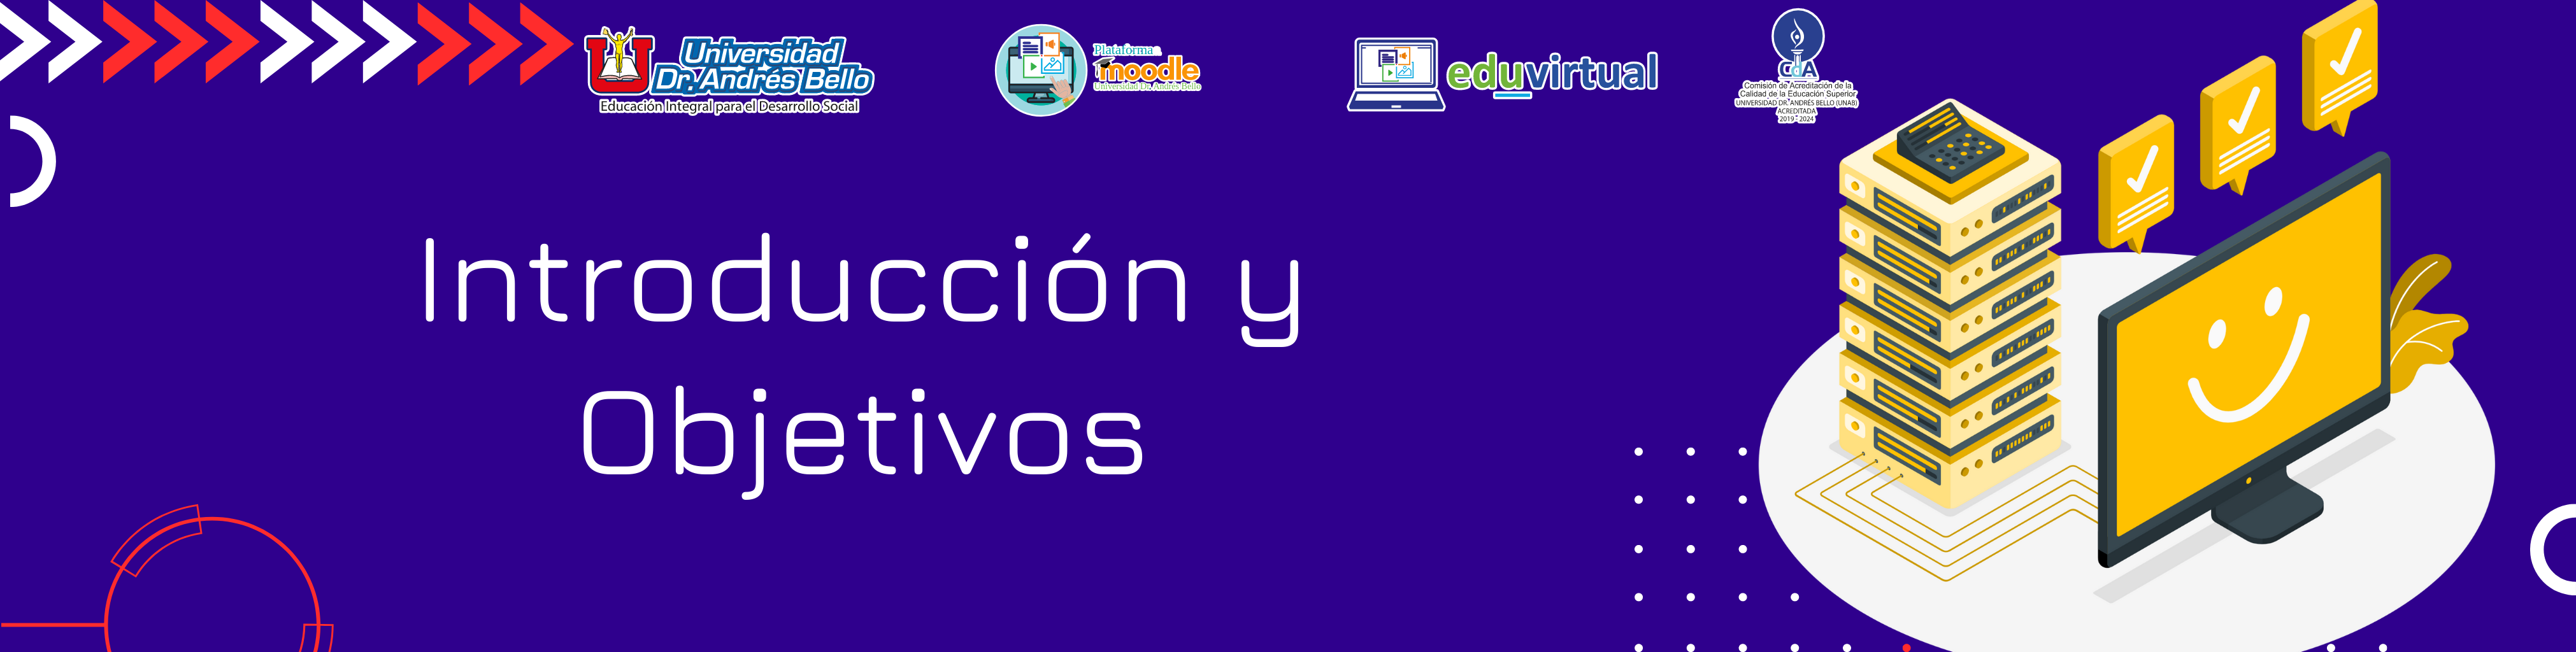 Universidad
Dr. Andrés Bello
Educación Integral para el Desarrollo Social
Plataforma
moodle
Universidad Dr. Andrés Bello
eduvirtual
CdA
Comisión de Acreditación de la
Calidad de la Educación Superior
UNIVERSIDAD DR. ANDRÉS BELLO (UNAB)
ACREDITADA
2019 - 2024
Introducción y
Objetivos